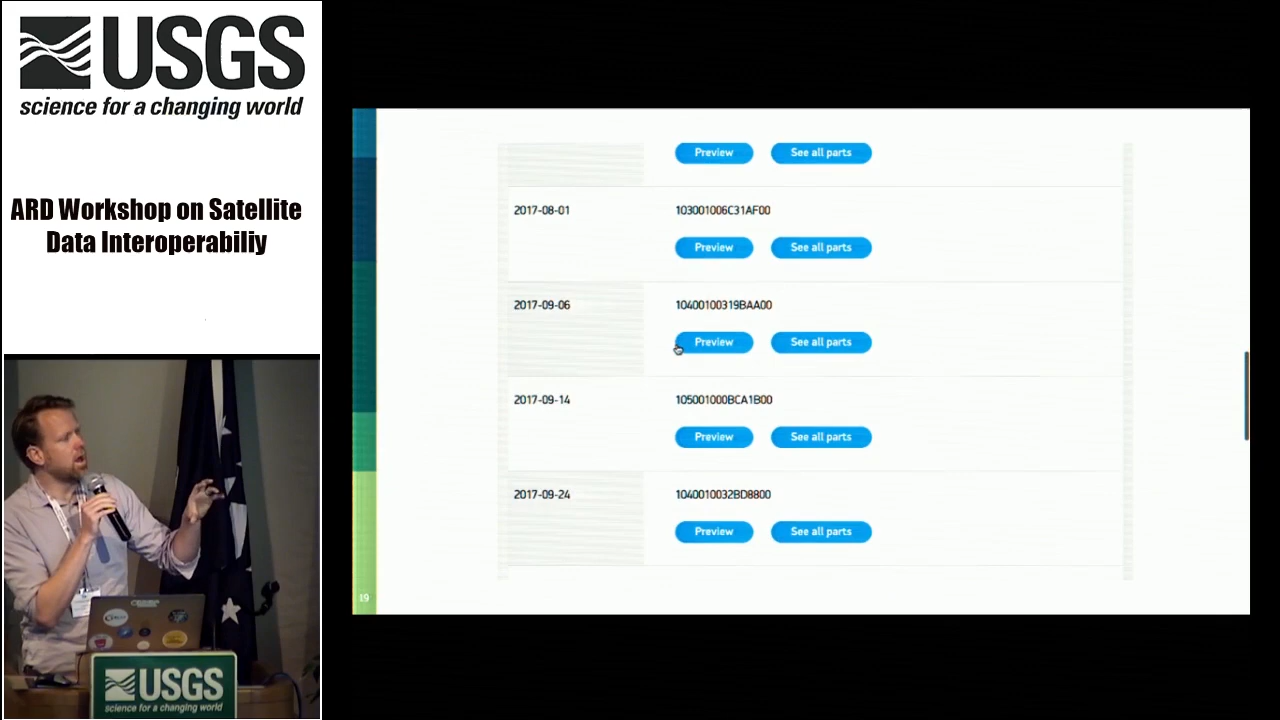 USGS
science for a changing world
ARD Workshop on Satellite
Data Interoperabiliy
Preview See all parts
2017-08-01 103001006C31AF00
Preview See all parts
2017-09-06 10400100319BAA00
Preview See all parts
2017-09-14 105001000BCA1B00
Preview See all parts
2017-09-24 1040010032BD8800
Preview See all parts
19
USGS
science for a changing world